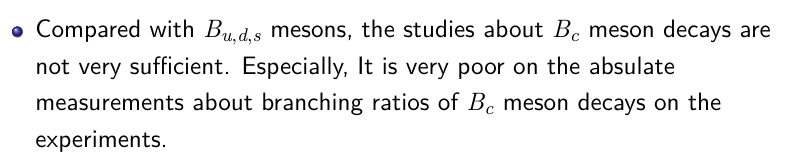 Compared with $B_{u,d,s}$ mesons, the studies about $B_c$ meson decays are
not very sufficient. Especially, It is very poor on the absulate
measurements about branching ratios of $B_c$ meson decays on the
experiments.